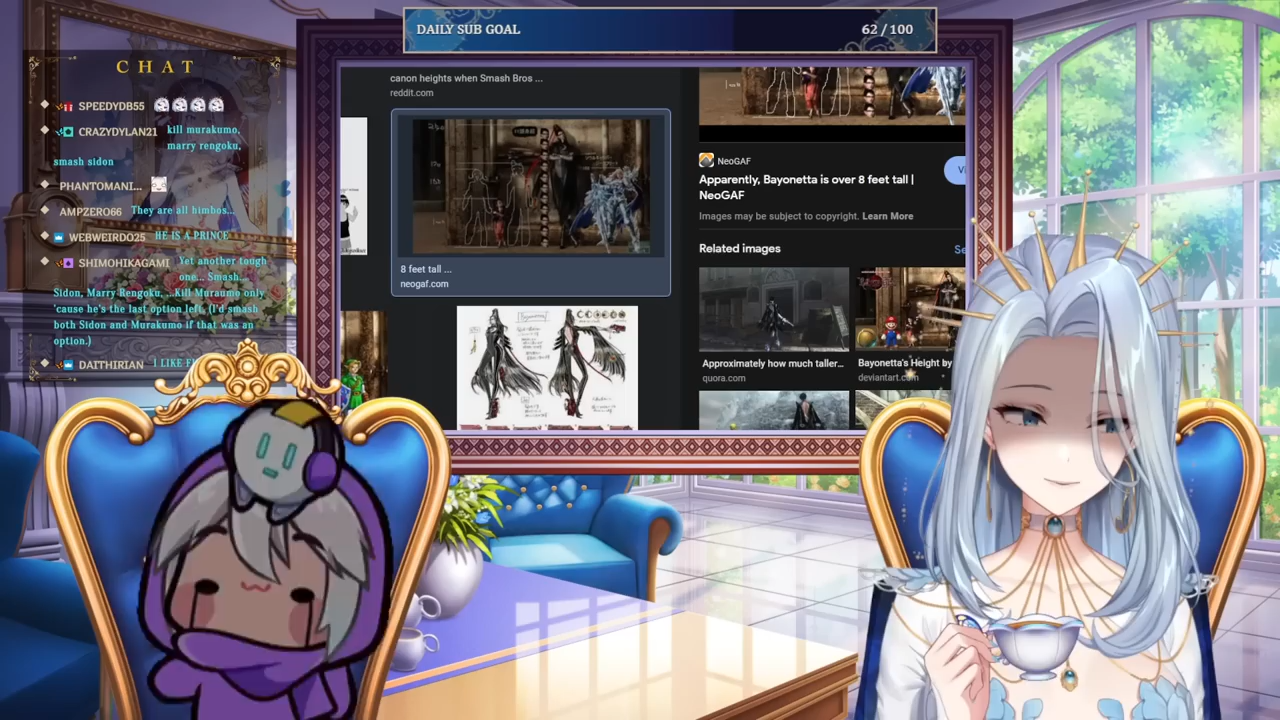 DAILY SUB GOAL 62 / 100
CHAT
SPEEDYDB55
CRAZYDYLAN21 kill murakumo,
marry rengoku,
smash sidon
PHANTOMANI...
AMPZERO66 They are all himbos...
WEBWEIRD25 HE IS A PRINCE
SHIMOHIKAGAMI Yet another tough
one... Smash...
Sidon, Marry Rengoku, ...Kill Muraumo only
'cause he's the last option left. (I'd smash
both Sidon and Murakumo if that was an
option.)
DAITHIRIAN I LIKE
canon heights when Smash Bros ...
reddit.com
8 feet tall ...
neogaf.com
NeoGAF
Apparently, Bayonetta is over 8 feet tall |
NeoGAF
Images may be subject to copyright. Learn More
Related images
Approximately how much taller...
quora.com
Bayonetta's Height by
deviantart.com